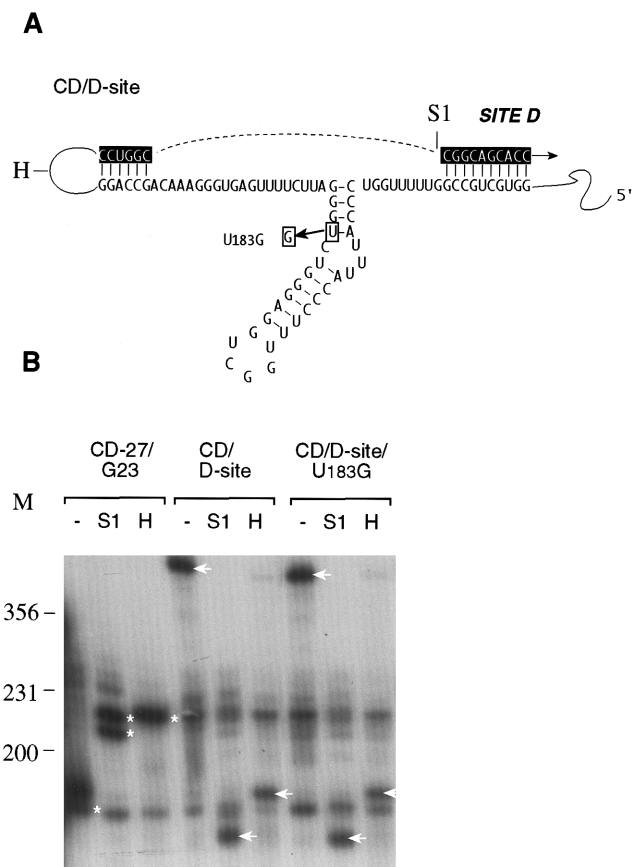 A
CD/D-site
S1 SITE D
CCUGGC CGGCAGCACC
H
GGACCGACAAAGGGUGAGUUUUCUUAG-C UGGUUUUUGGCCGUCGUGG
5'
G-C
G-C
U183G G U-A
C U
U U U
G A
G C
G C
A C
G U
G U
G U
U U
C G
G
B
CD-27/ CD/ CD/D-site/
G23 D-site U183G
M
- S1 H - S1 H - S1 H
356
231
* * *
200
*